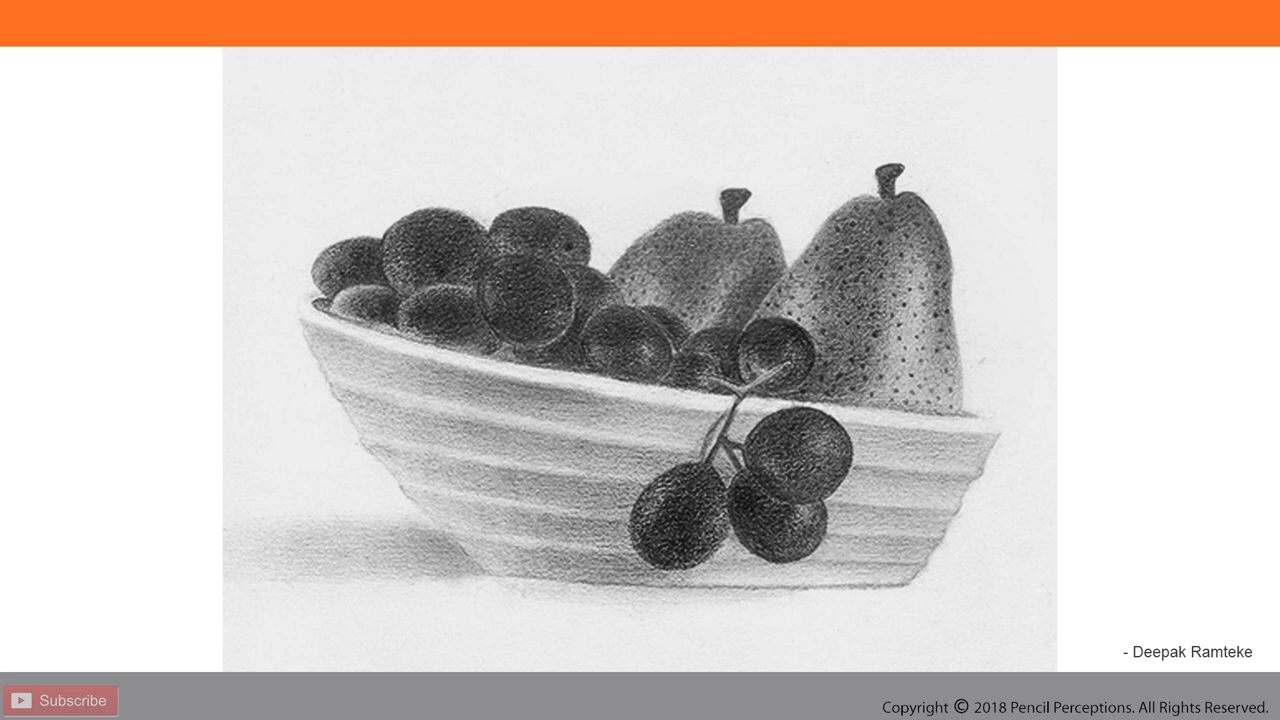 - Deepak Ramteke
Subscribe
Copyright © 2018 Pencil Perceptions. All Rights Reserved.